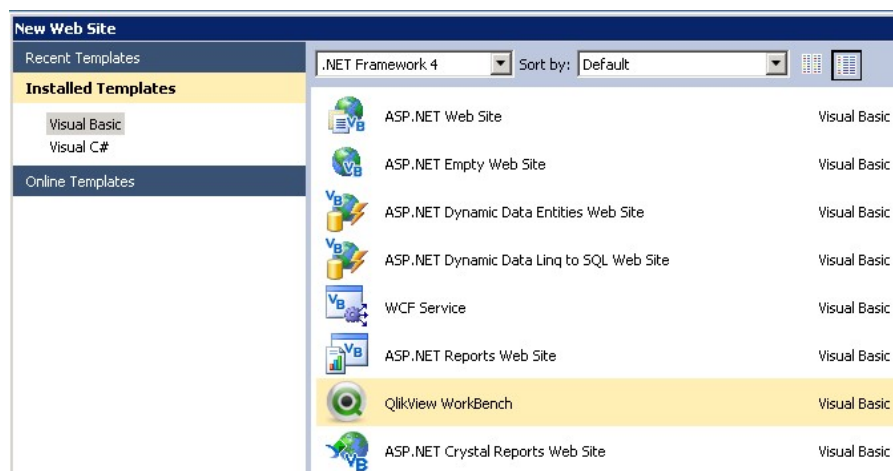 New Web Site
Recent Templates
Installed Templates
Visual Basic
Visual C#
Online Templates
.NET Framework 4 Sort by: Default
ASP.NET Web Site Visual Basic
ASP.NET Empty Web Site Visual Basic
ASP.NET Dynamic Data Entities Web Site Visual Basic
ASP.NET Dynamic Data Linq to SQL Web Site Visual Basic
WCF Service Visual Basic
ASP.NET Reports Web Site Visual Basic
QlikView WorkBench Visual Basic
ASP.NET Crystal Reports Web Site Visual Basic